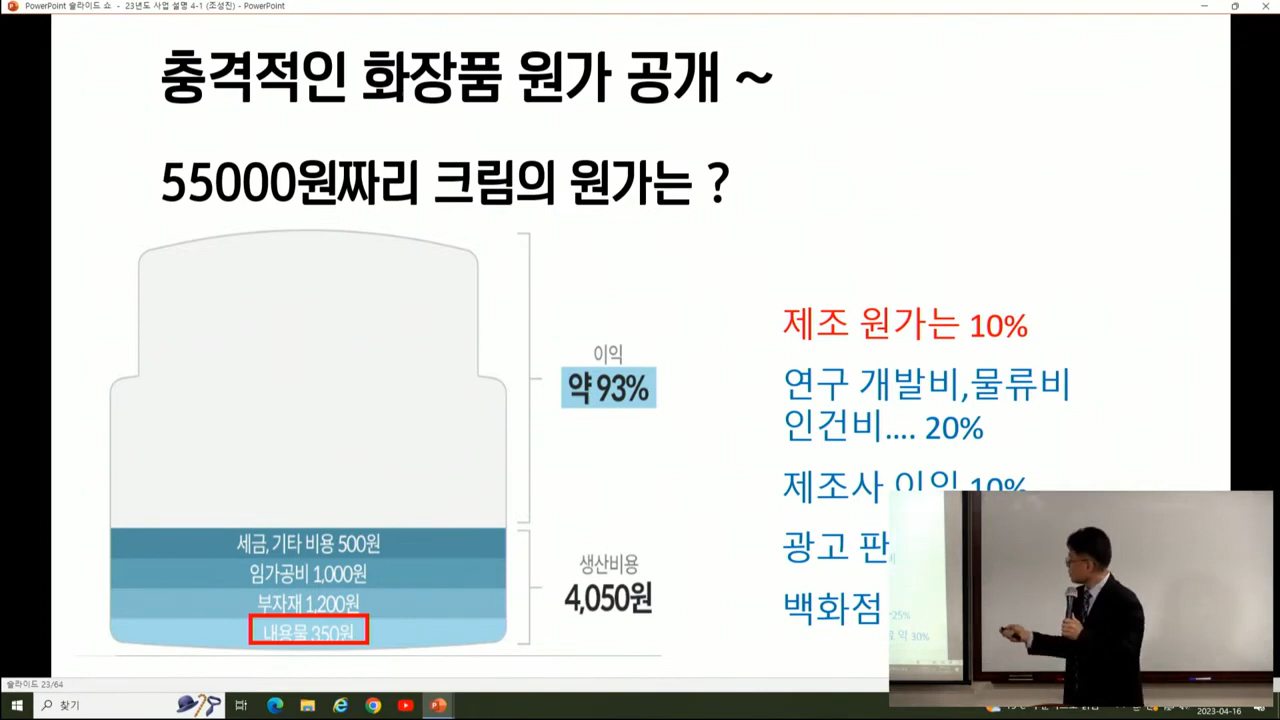 PowerPoint 슬라이드 쇼 - 23년도 사업 설명 4-1 (조성진) - PowerPoint
충격적인 화장품 원가 공개 ~
55000원짜리 크림의 원가는 ?
이익
약 93%
세금, 기타 비용 500원
임가공비 1,000원
부자재 1,200원
내용물 350원
생산비용
4,050원
제조 원가는 10%
연구 개발비,물류비
인건비.... 20%
제조사 이익 10%
광고 판
백화점
25%
약 30%
슬라이드 23/64
찾기
2023-04-16